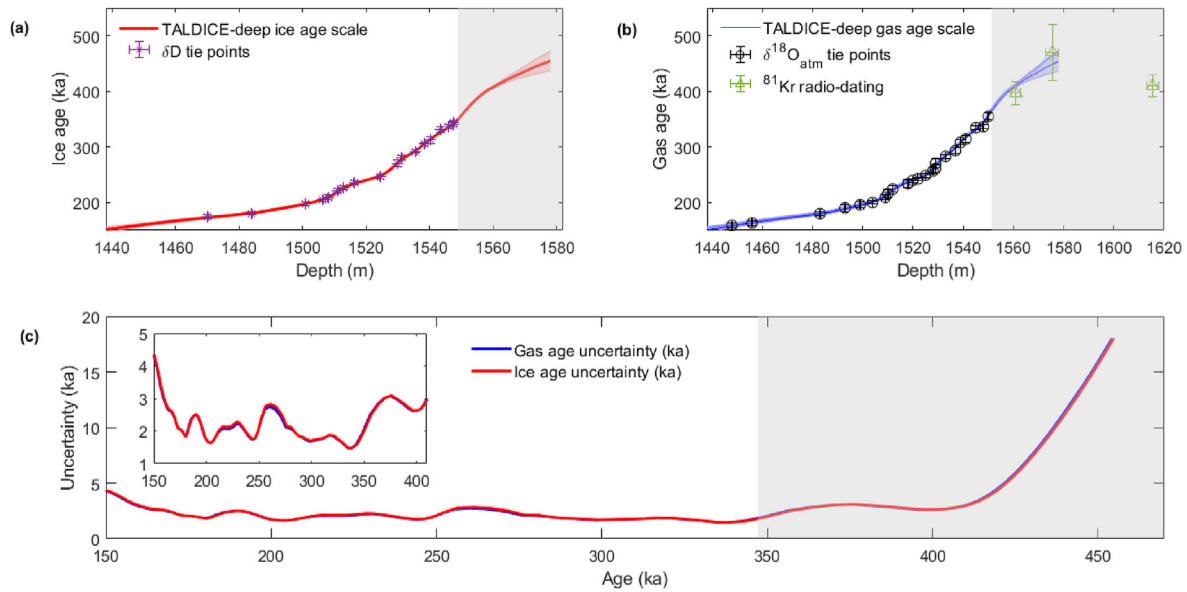 (a)
Ice age (ka)
500
400
300
200
TALDICE-deep ice age scale
δD tie points
1440 1460 1480 1500 1520 1540 1560 1582
Depth (m)
(b)
Gas age (ka)
500
400
300
200
TALDICE-deep gas age scale
δ¹⁸Oₐₜₘ tie points
⁸¹Kr radio-dating
1440 1460 1480 1500 1520 1540 1560 1580 1600 1620
Depth (m)
(c)
Uncertainty (ka)
20
15
10
5
0
5
4
3
2
1
150 200 250 300 350 400
Gas age uncertainty (ka)
Ice age uncertainty (ka)
150 200 250 300 350 400 450
Age (ka)